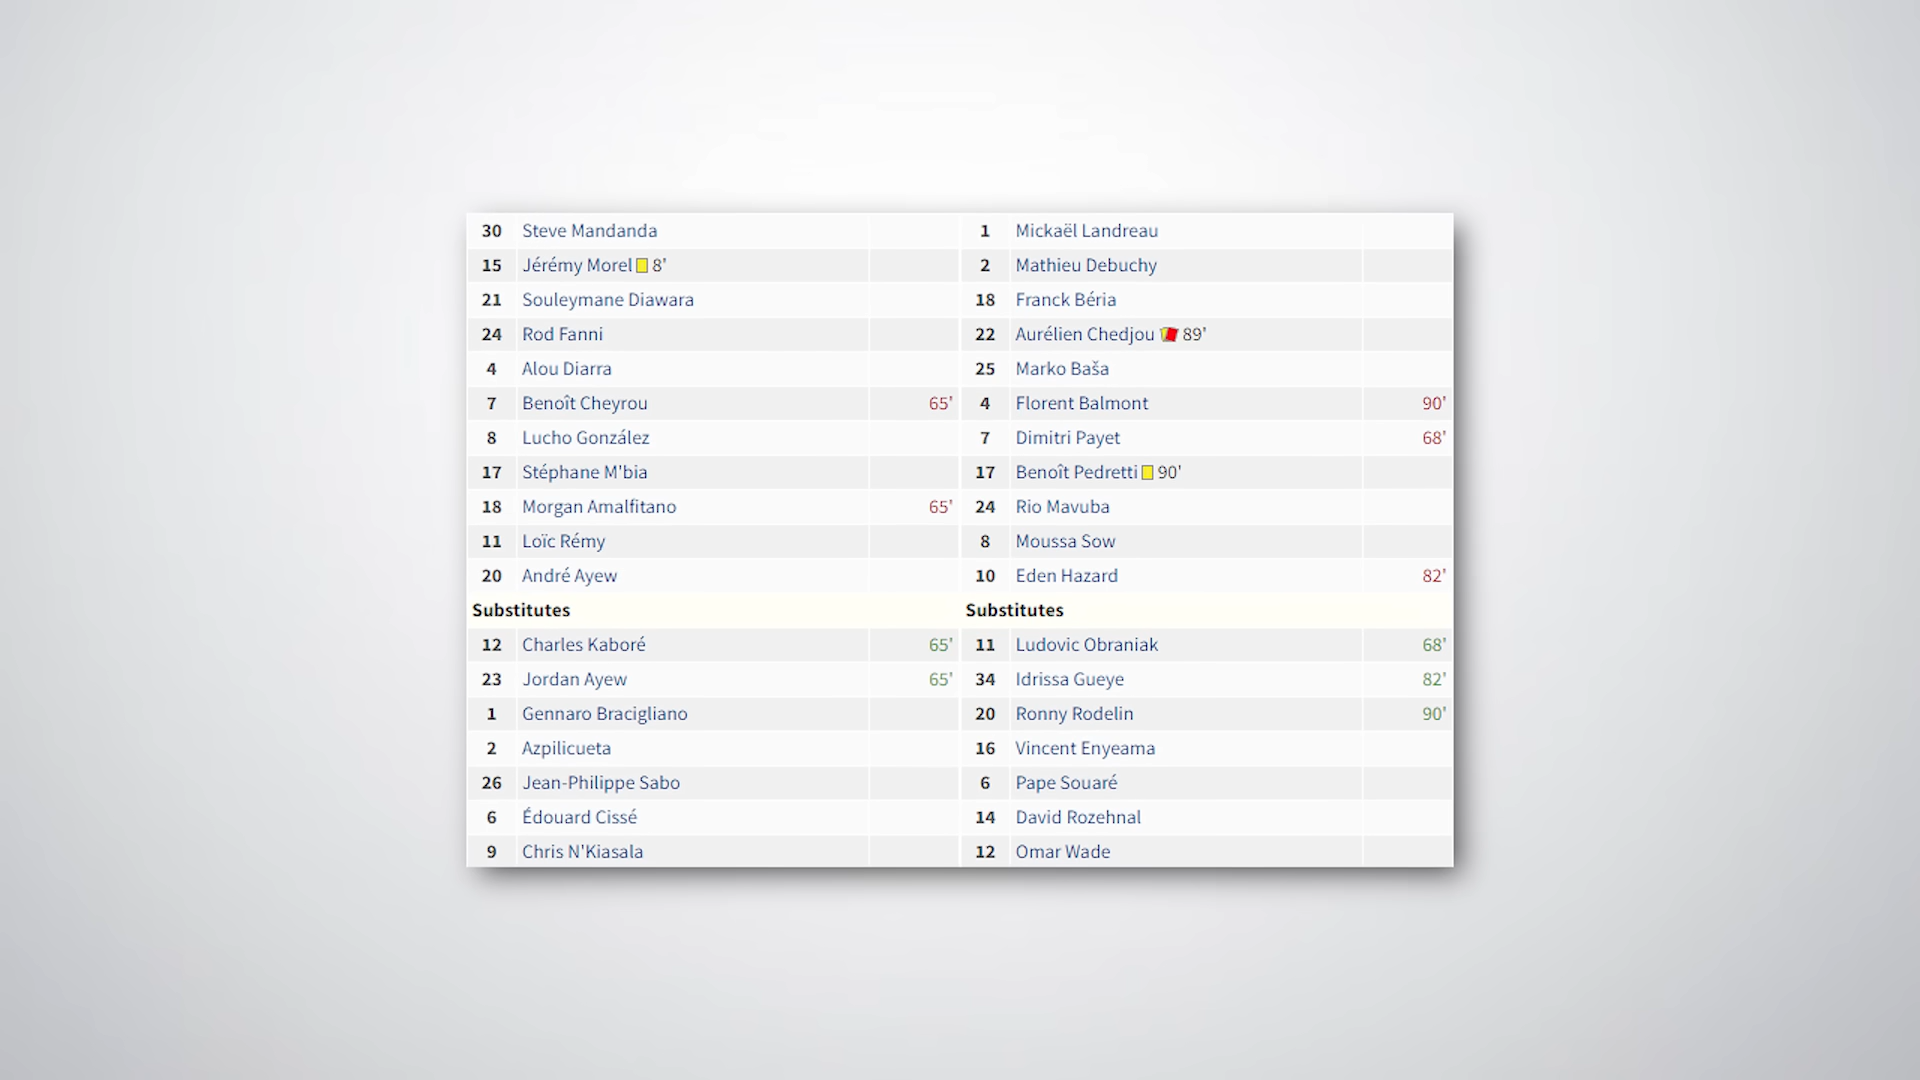 30 Steve Mandanda 1 Mickaël Landreau
15 Jérémy Morel 8' 2 Mathieu Debuchy
21 Souleymane Diawara 18 Franck Béria
24 Rod Fanni 22 Aurélien Chedjou 89'
4 Alou Diarra 25 Marko Baša
7 Benoît Cheyrou 65' 4 Florent Balmont 90'
8 Lucho González 7 Dimitri Payet 68'
17 Stéphane M'bia 17 Benoît Pedretti 90'
18 Morgan Amalfitano 65' 24 Rio Mavuba
11 Loïc Rémy 8 Moussa Sow
20 André Ayew 10 Eden Hazard 82'
Substitutes Substitutes
12 Charles Kaboré 65' 11 Ludovic Obraniak 68'
23 Jordan Ayew 65' 34 Idrissa Gueye 82'
1 Gennaro Bracigliano 20 Ronny Rodelin 90'
2 Azpilicueta 16 Vincent Enyeama
26 Jean-Philippe Sabo 6 Pape Souaré
6 Édouard Cissé 14 David Rozehnal
9 Chris N'Kiasala 12 Omar Wade